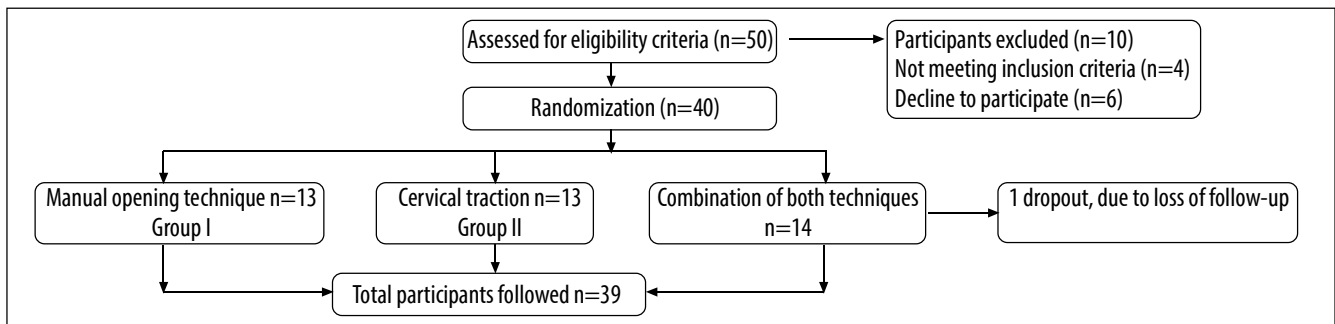 Assessed for eligibility criteria (n=50)
Participants excluded (n=10)
Not meeting inclusion criteria (n=4)
Decline to participate (n=6)
Randomization (n=40)
Manual opening technique n=13
Group I
Cervical traction n=13
Group II
Combination of both techniques
n=14
1 dropout, due to loss of follow-up
Total participants followed n=39